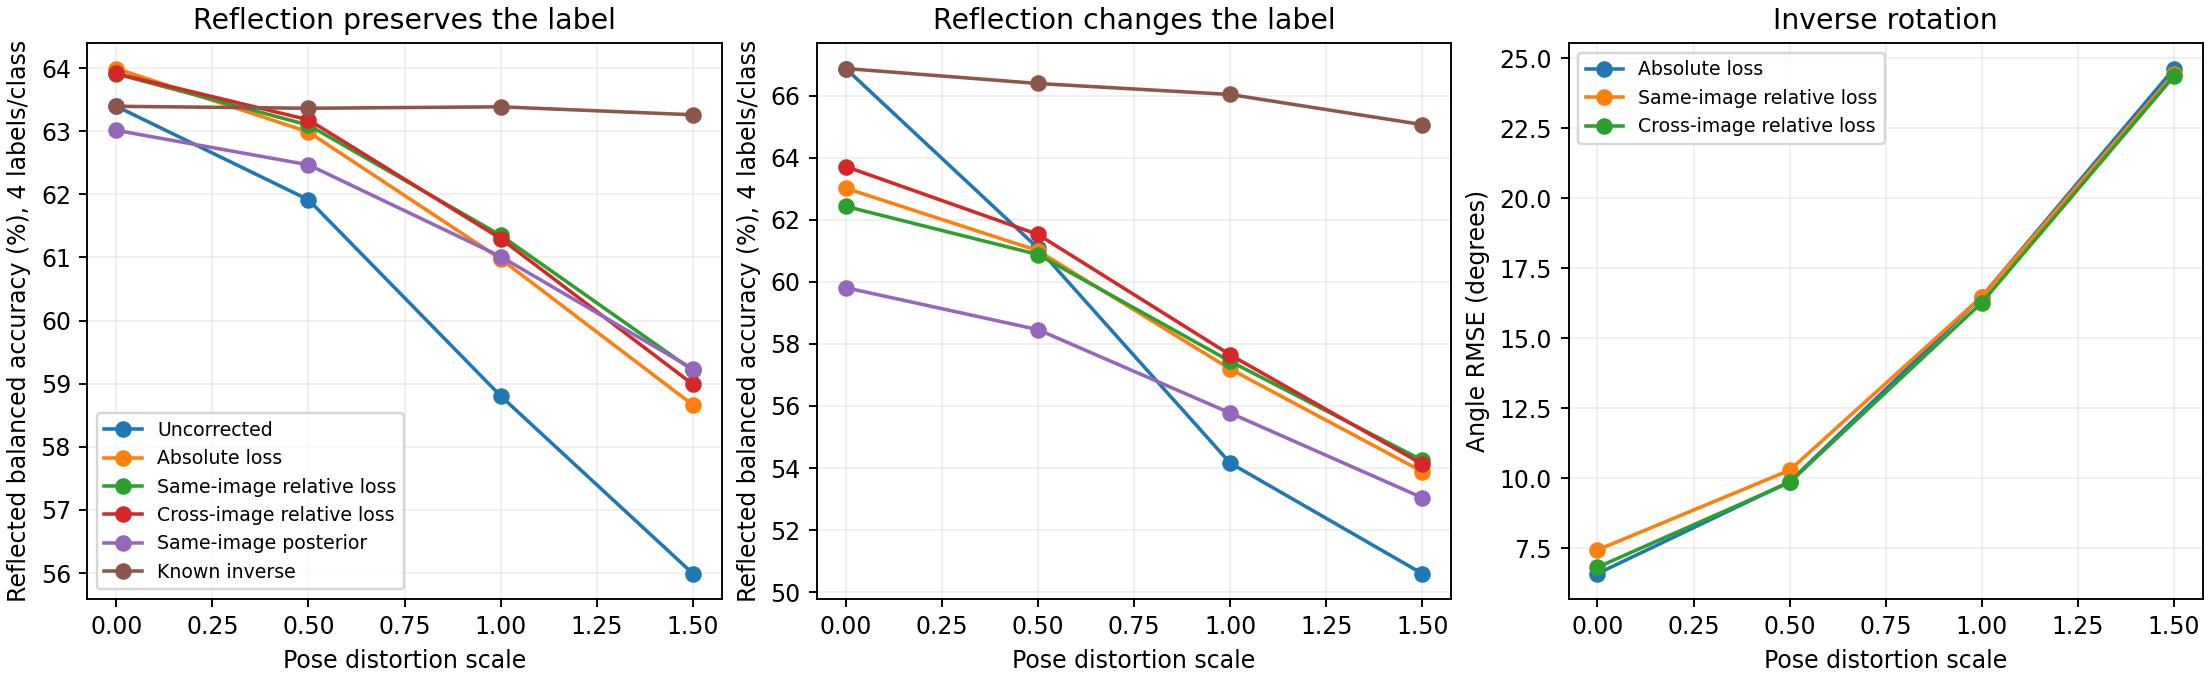 Reflection preserves the label
Reflected balanced accuracy (%), 4 labels/class
64
63
62
61
60
59
58
57
56
Uncorrected
Absolute loss
Same-image relative loss
Cross-image relative loss
Same-image posterior
Known inverse
0.00 0.25 0.50 0.75 1.00 1.25 1.50
Pose distortion scale
Reflection changes the label
Reflected balanced accuracy (%), 4 labels/class
66
64
62
60
58
56
54
52
50
0.00 0.25 0.50 0.75 1.00 1.25 1.50
Pose distortion scale
Inverse rotation
Angle RMSE (degrees)
25.0
22.5
20.0
17.5
15.0
12.5
10.0
7.5
Absolute loss
Same-image relative loss
Cross-image relative loss
0.00 0.25 0.50 0.75 1.00 1.25 1.50
Pose distortion scale